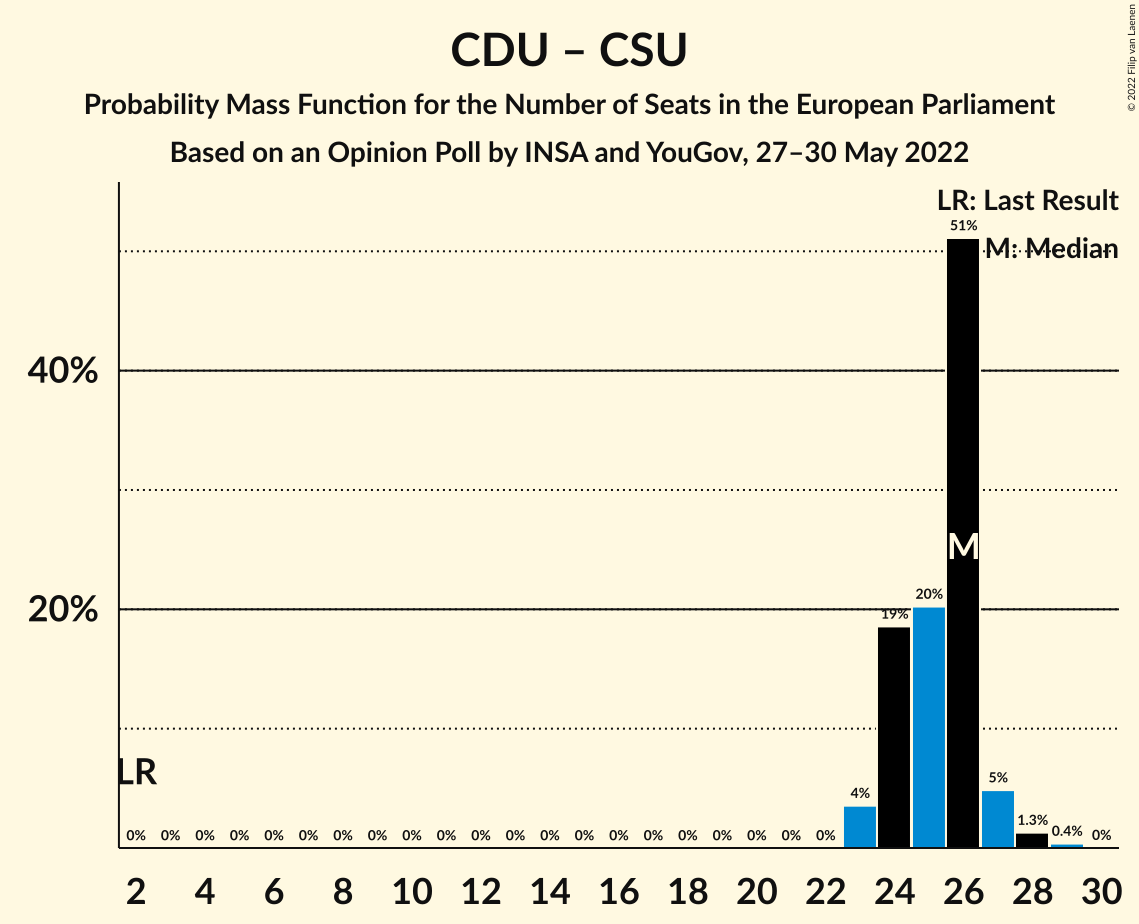 CDU – CSU
Probability Mass Function for the Number of Seats in the European Parliament
Based on an Opinion Poll by INSA and YouGov, 27–30 May 2022
© 2022 Filip van Laenen
LR: Last Result
M: Median
51%
40%
M
20%
20%
19%
LR
5%
4%
1.3%
0.4%
0% 0% 0% 0% 0% 0% 0% 0% 0% 0% 0% 0% 0% 0% 0% 0% 0% 0% 0% 0% 0% 0%
2 4 6 8 10 12 14 16 18 20 22 24 26 28 30